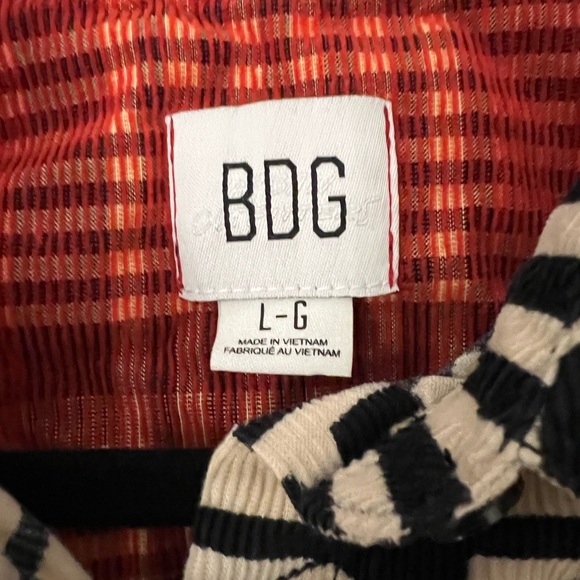 BDG
L-G
MADE IN VIETNAM
FABRIQUÉ AU VIETNAM